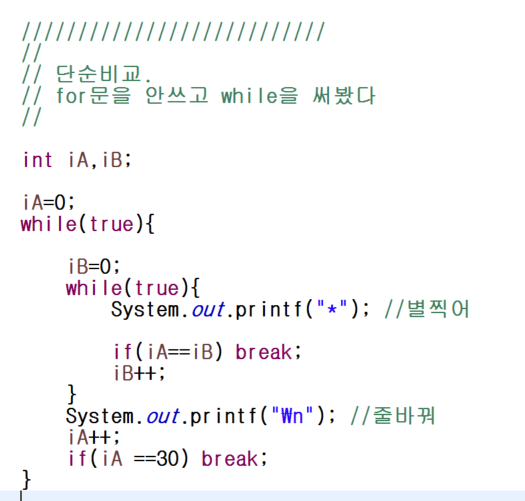 ///////////////////////////
//
// 단순비교.
// for문을 안쓰고 while을 써봤다
//
int iA,iB;
iA=0;
while(true){
iB=0;
while(true){
System.out.printf("*"); //별찍어
if(iA==iB) break;
iB++;
}
System.out.printf("₩n"); //줄바꿔
iA++;
if(iA ==30) break;
}